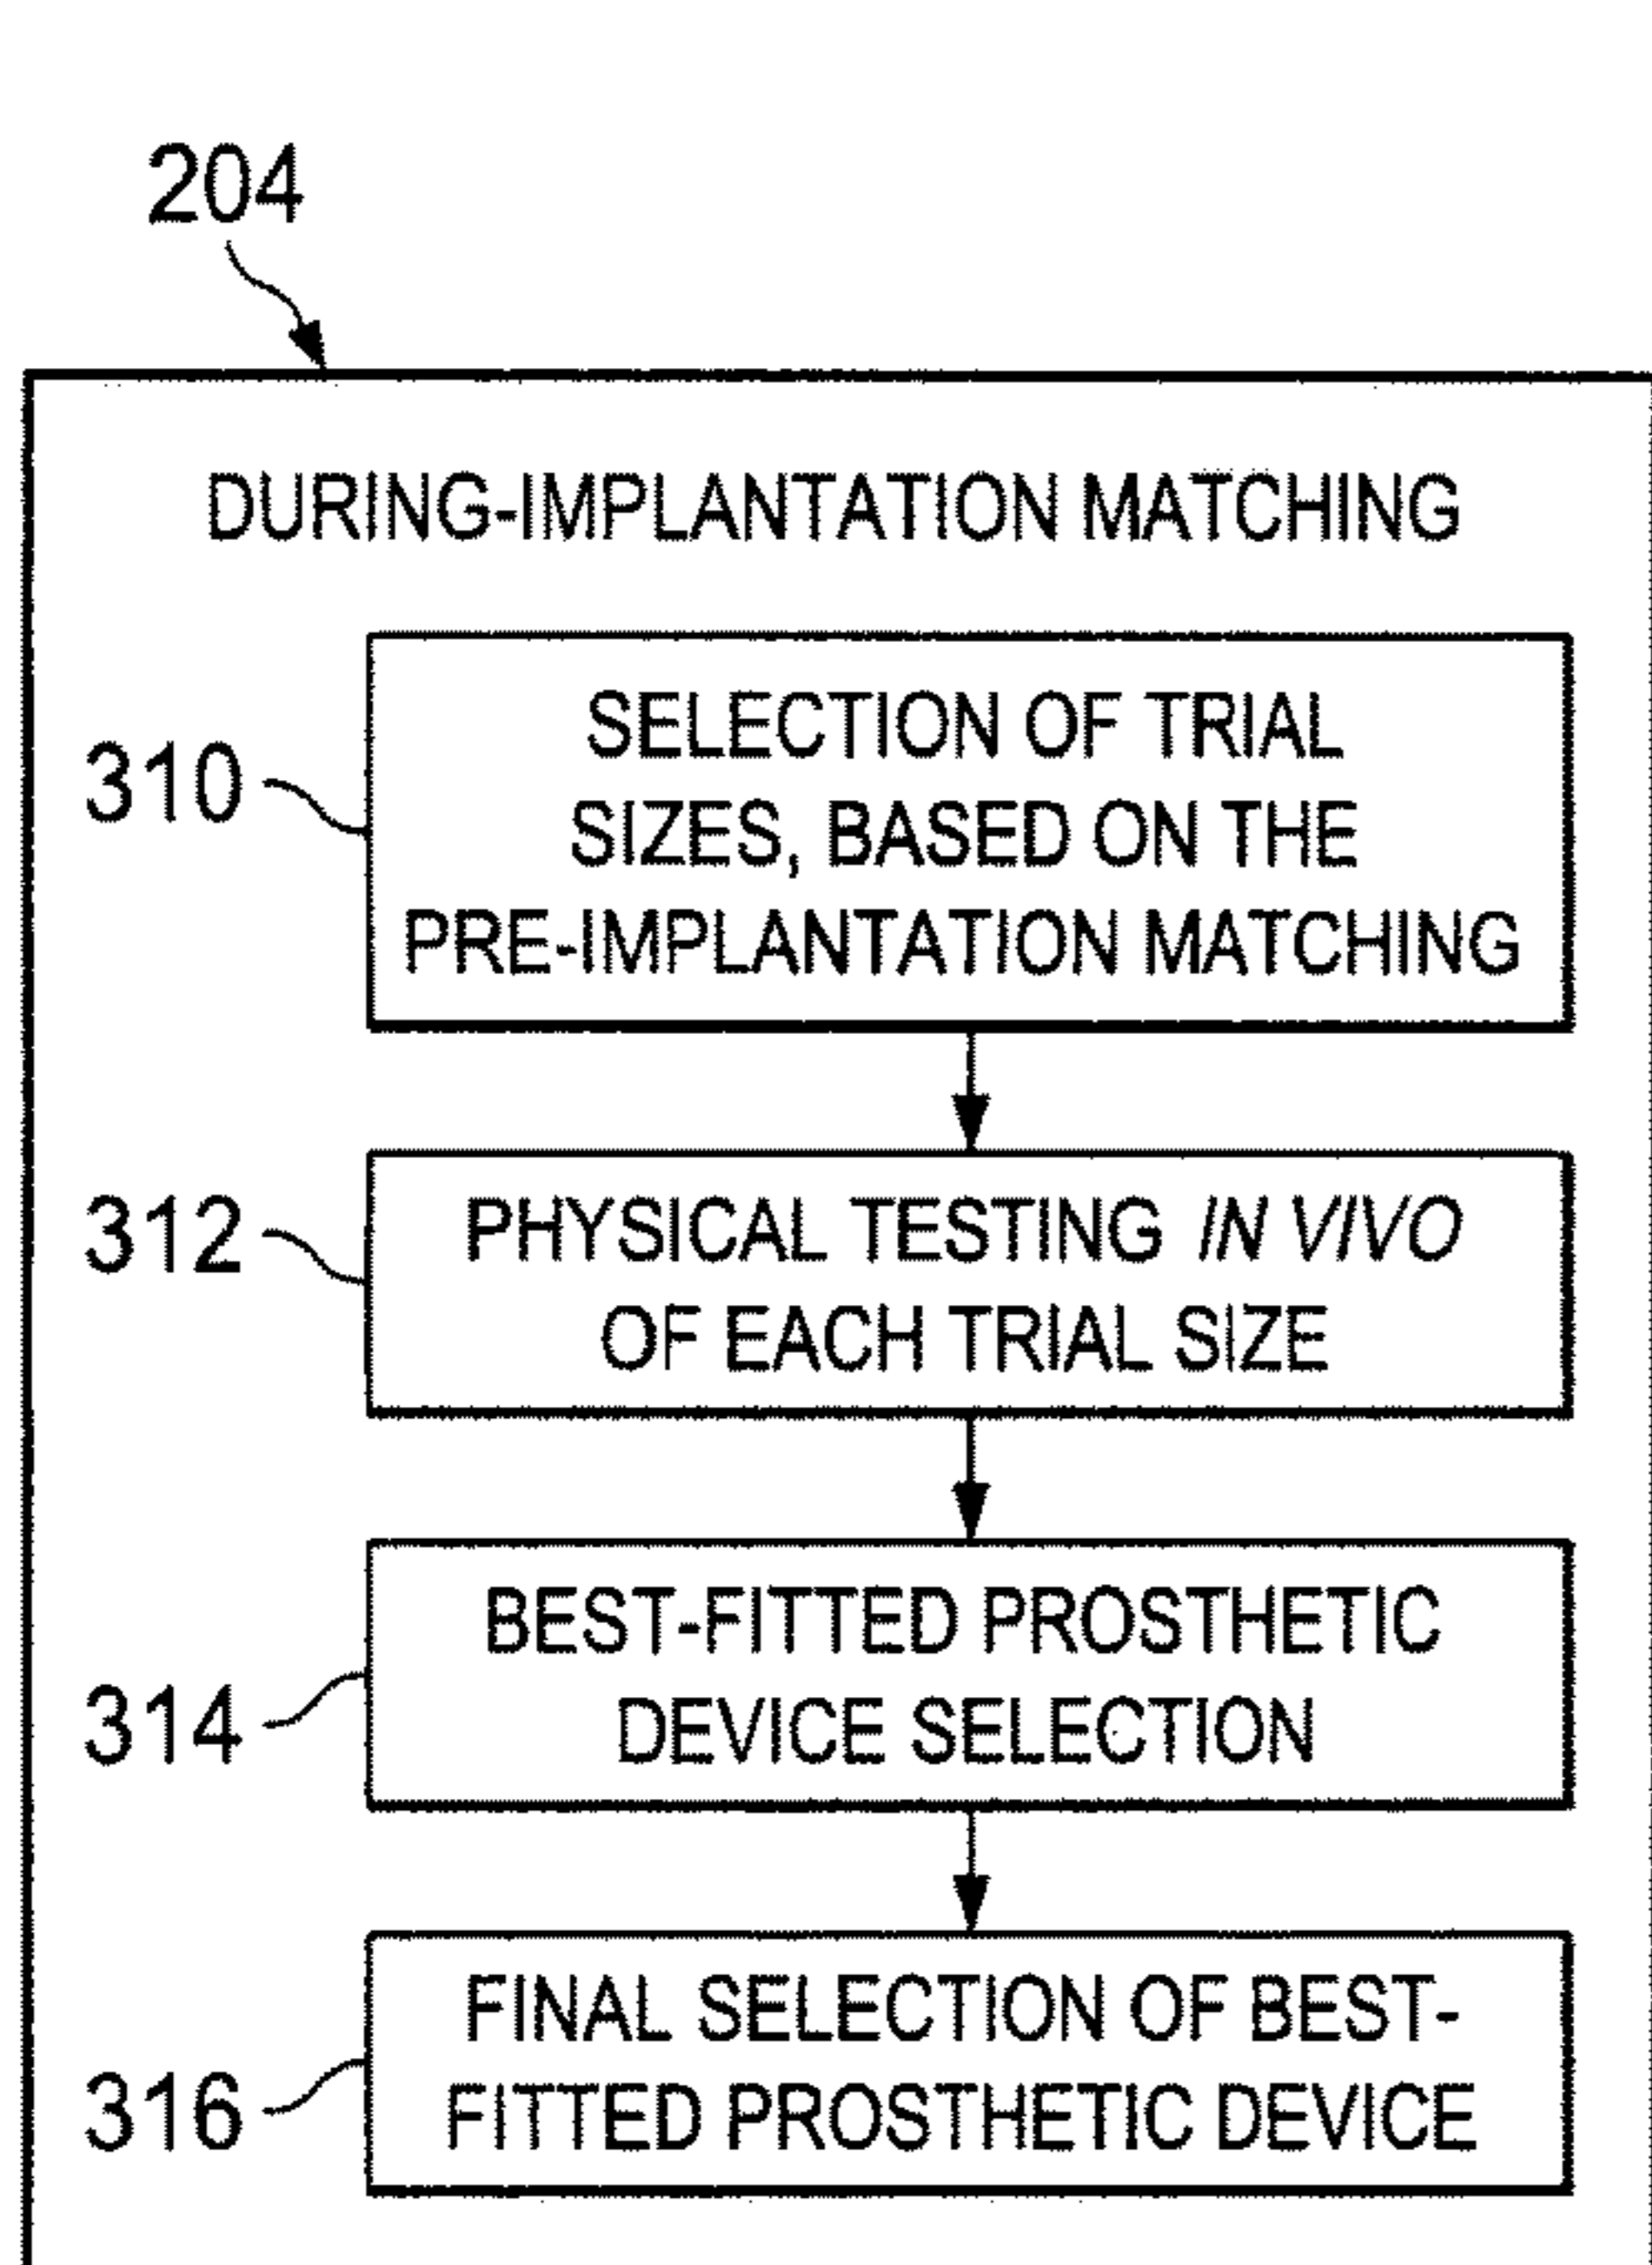 204
DURING-IMPLANTATION MATCHING
310
SELECTION OF TRIAL
SIZES, BASED ON THE
PRE-IMPLANTATION MATCHING
312
PHYSICAL TESTING IN VIVO
OF EACH TRIAL SIZE
314
BEST-FITTED PROSTHETIC
DEVICE SELECTION
316
FINAL SELECTION OF BEST-
FITTED PROSTHETIC DEVICE